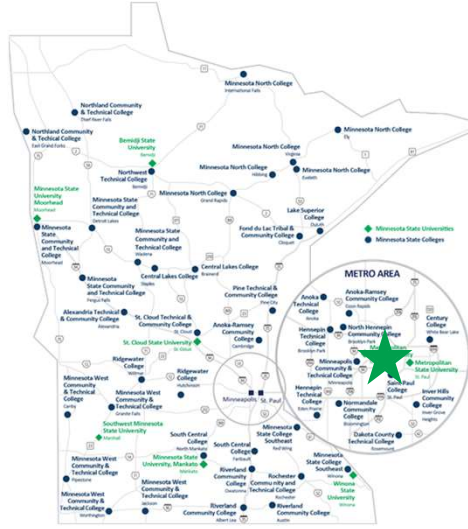 Minnesota North College
International Falls
Northland Community
& Technical College
Thief River Falls
Northland Community
& Technical College
East Grand Forks
Bemidji State
University
Bemidji
Northwest
Technical College
Bemidji
Minnesota North College
Ely
Minnesota North College
Virginia
Minnesota North College
Hibbing
Minnesota North College
Eveleth
Minnesota North College
Grand Rapids
Minnesota State
University
Moorhead
Moorhead
Minnesota
State
Community
and Technical
College
Moorhead
Minnesota State
Community
and Technical
College
Detroit Lakes
Minnesota State
Community and
Technical College
Wadena
Lake Superior
College
Duluth
Fond du Lac Tribal &
Community College
Cloquet
Minnesota State Universities
Minnesota State Colleges
Central Lakes College
Staples
Central Lakes College
Brainerd
Minnesota
State Community
and Technical College
Fergus Falls
Pine Technical &
Community College
Pine City
Alexandria Technical
& Community College
Alexandria
St. Cloud Technical &
Community College
St. Cloud
St. Cloud State University
St. Cloud
Anoka-Ramsey
Community
College
Cambridge
Ridgewater
College
Willmar
Ridgewater
College
Hutchinson
Minnesota West
Community
& Technical
College
Canby
Minnesota West
Community &
Technical College
Granite Falls
Minneapolis
St. Paul
Southwest Minnesota
State University
Marshall
South Central
College
North Mankato
Minnesota State
University, Mankato
Mankato
South Central
College
Faribault
Minnesota State
College
Southeast
Red Wing
Minnesota State
College
Southeast
Winona
Winona
State
University
Winona
Minnesota West
Community &
Technical College
Pipestone
Minnesota West
Community &
Technical College
Worthington
Minnesota West
Community &
Technical College
Jackson
Riverland
Community
College
Owatonna
Rochester
Community and
Technical College
Rochester
Riverland
Community College
Albert Lea
Riverland
Community College
Austin
METRO AREA
Anoka
Technical
College
Anoka
Anoka-Ramsey
Community College
Coon Rapids
Hennepin
Technical
College
Brooklyn Park
North Hennepin
Community College
Brooklyn Park
Century
College
White Bear Lake
Minneapolis
Community &
Technical College
Minneapolis
Metropolitan
State University
St. Paul
Saint Paul
College
St. Paul
Hennepin
Technical
College
Eden Prairie
Normandale
Community
College
Bloomington
Inver Hills
Community
College
Inver Grove
Heights
Dakota County
Technical College
Rosemount